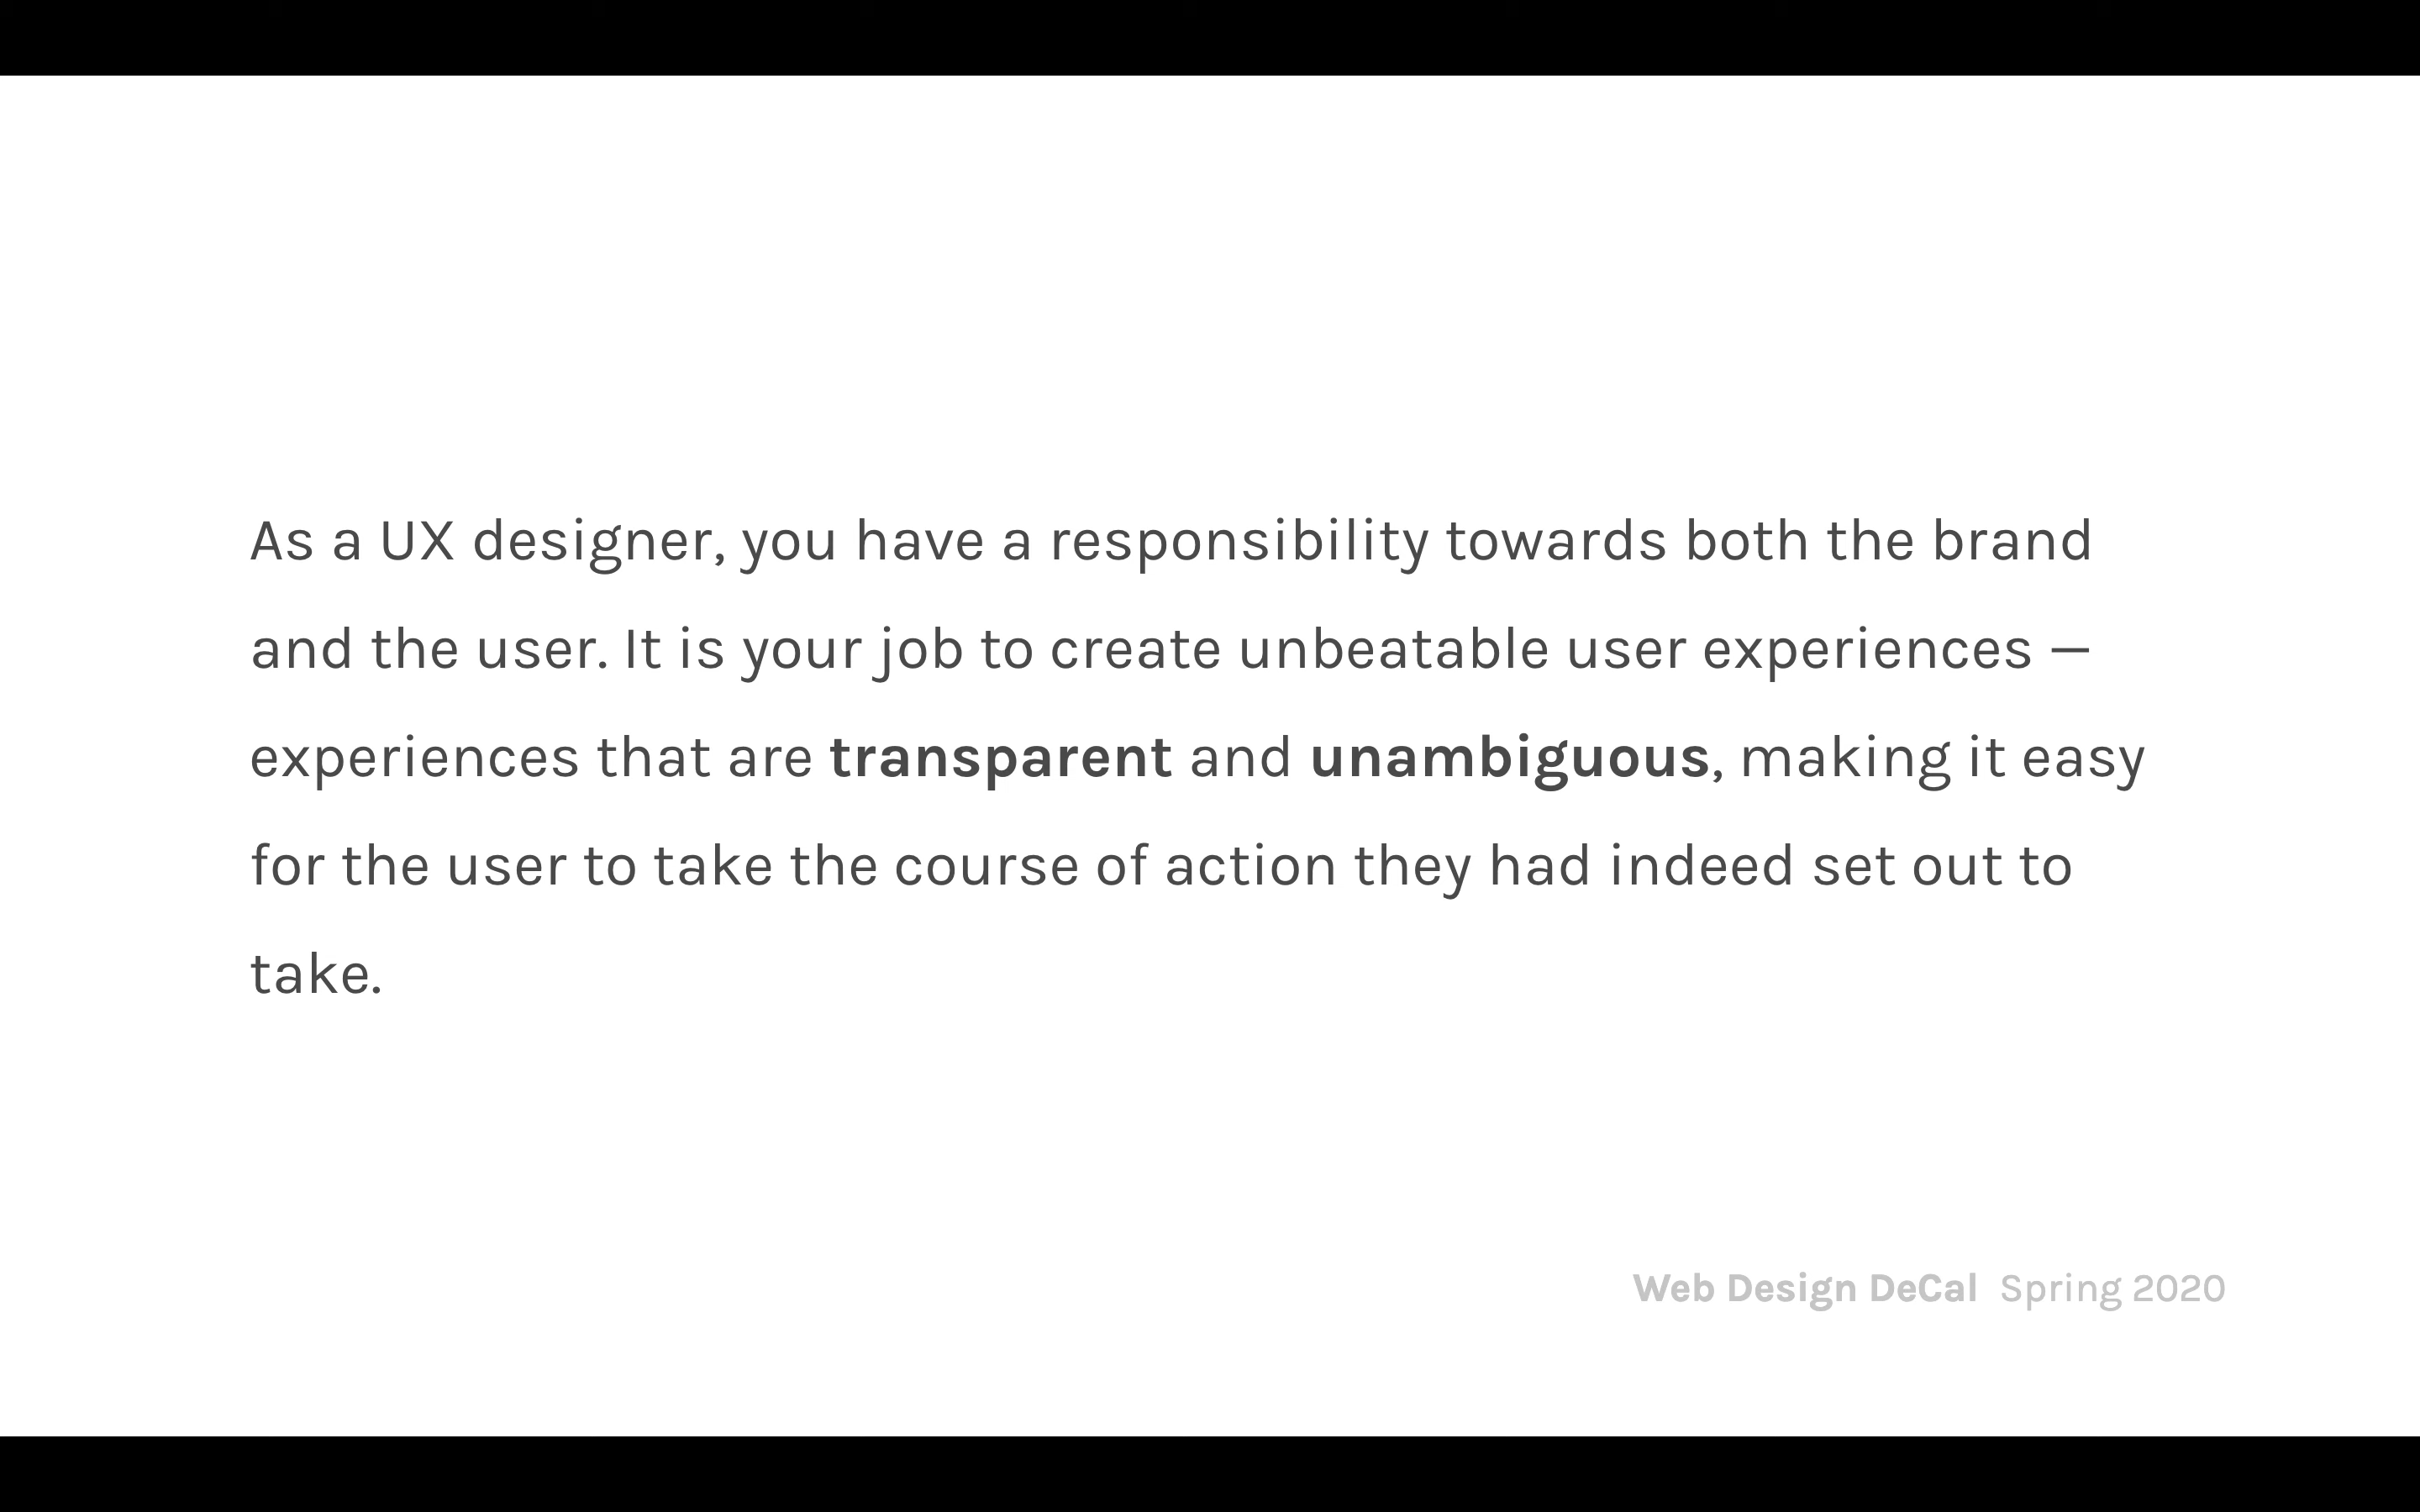 As a UX designer, you have a responsibility towards both the brand
and the user. It is your job to create unbeatable user experiences —
experiences that are transparent and unambiguous, making it easy
for the user to take the course of action they had indeed set out to
take.
Web Design DeCal Spring 2020